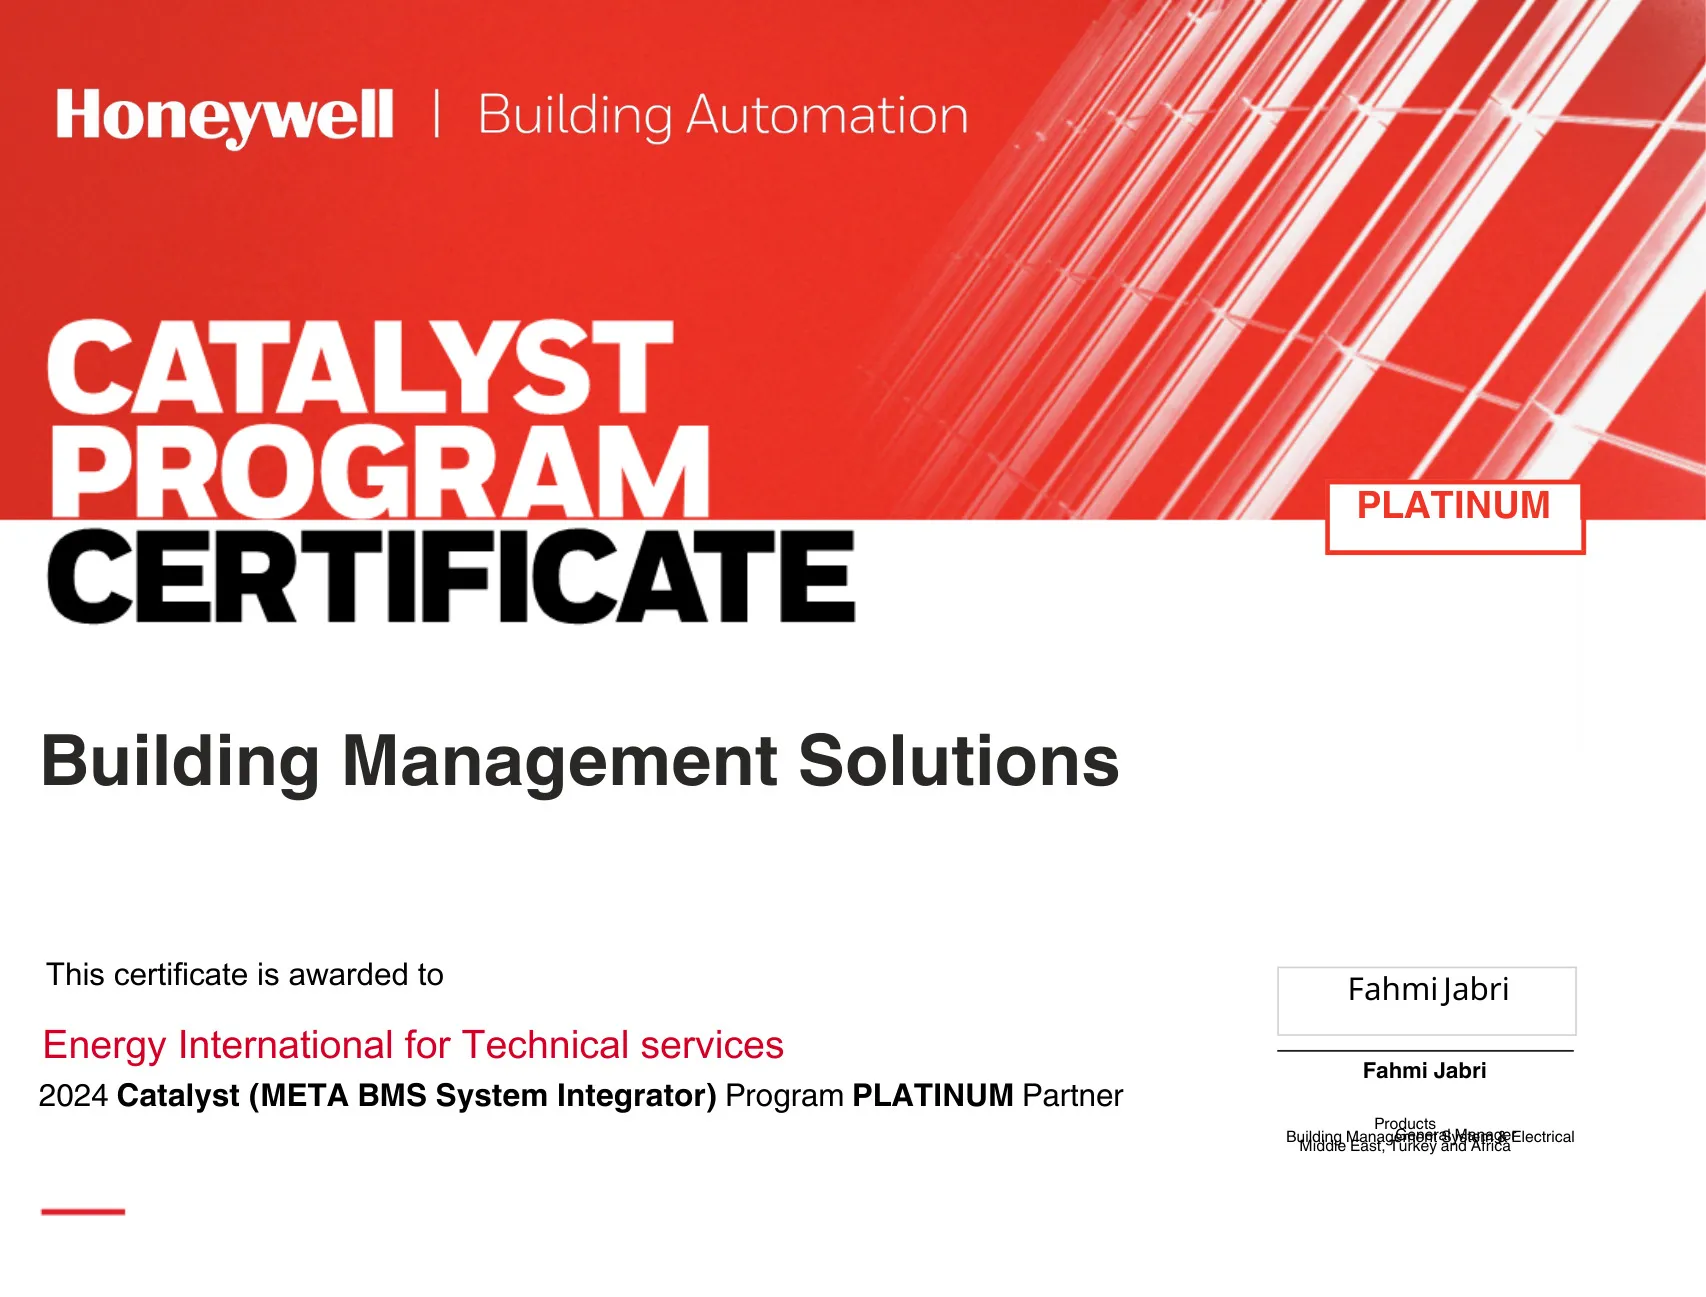 Honeywell | Building Automation
CATALYST
PROGRAM
CERTIFICATE
PLATINUM
Building Management Solutions
This certificate is awarded to
Energy International for Technical services
2024 Catalyst (META BMS System Integrator) Program PLATINUM Partner
Fahmi Jabri
Fahmi Jabri
Products
General Manager
Building Management System & Electrical
Middle East, Turkey and Africa